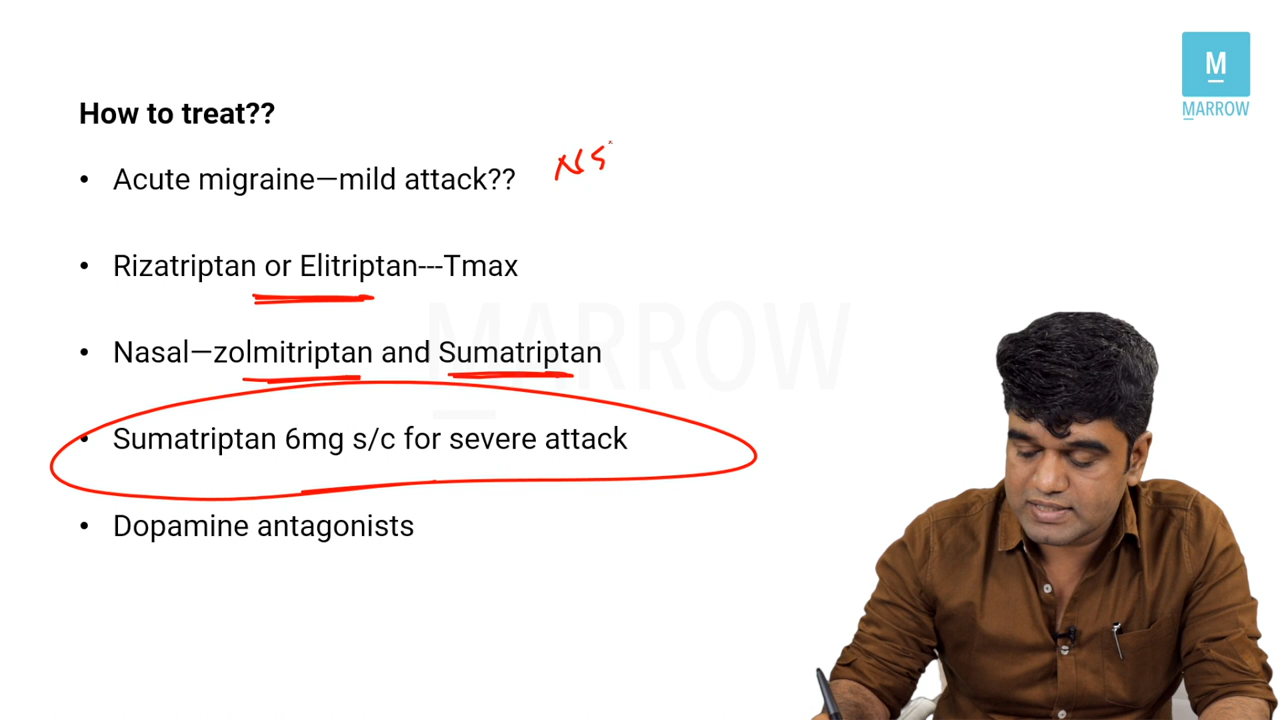 M
MARROW
How to treat??
• Acute migraine—mild attack?? NS
• Rizatriptan or Elitriptan---Tmax
• Nasal—zolmitriptan and Sumatriptan
MARROW
• Sumatriptan 6mg s/c for severe attack
• Dopamine antagonists